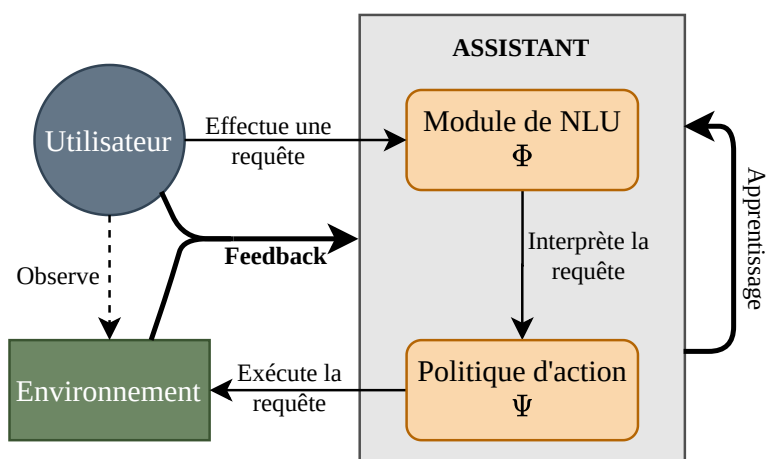 ASSISTANT
Utilisateur
Effectue une
requête
Module de NLU
Φ
Apprentissage
Feedback
Interprète la
requête
Observe
Environnement
Exécute la
requête
Politique d'action
Ψ